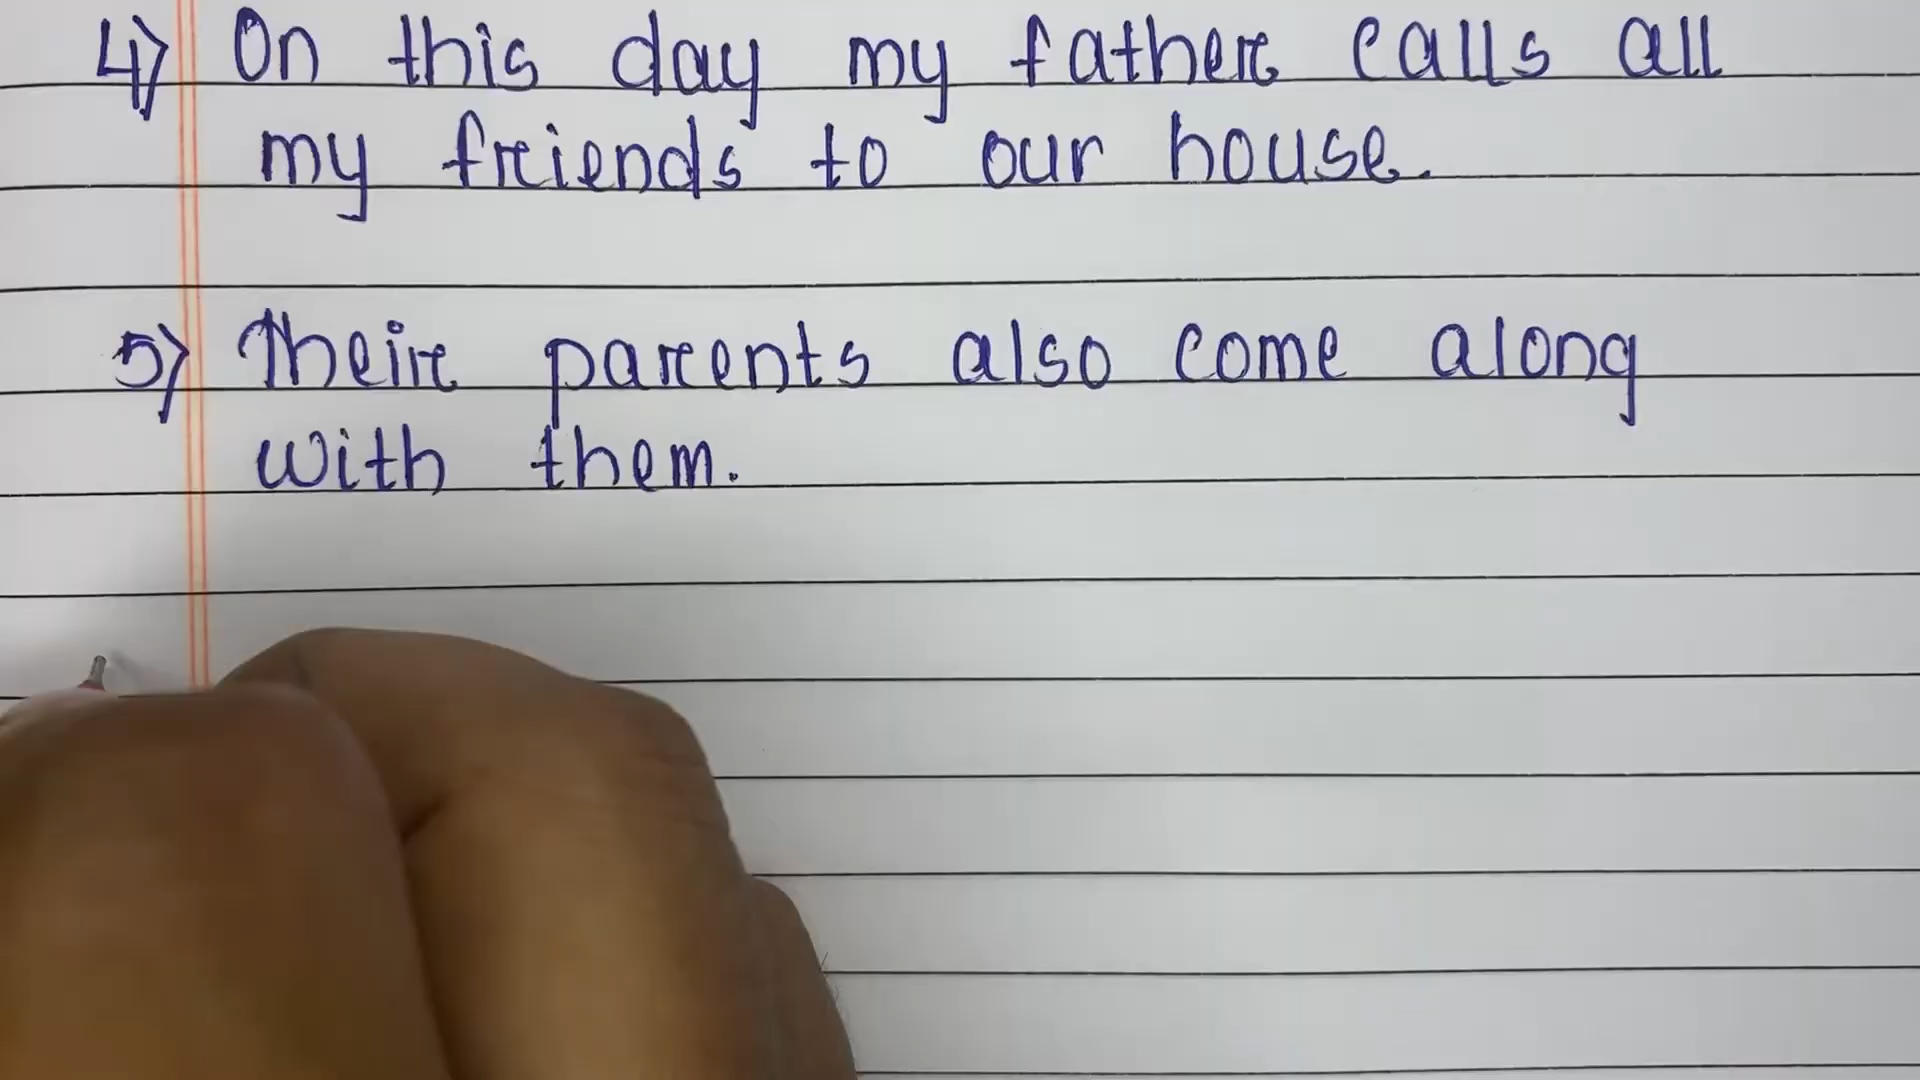 4) On this day my father calls all
my friends to our house.
5) Their parents also come along
with them.